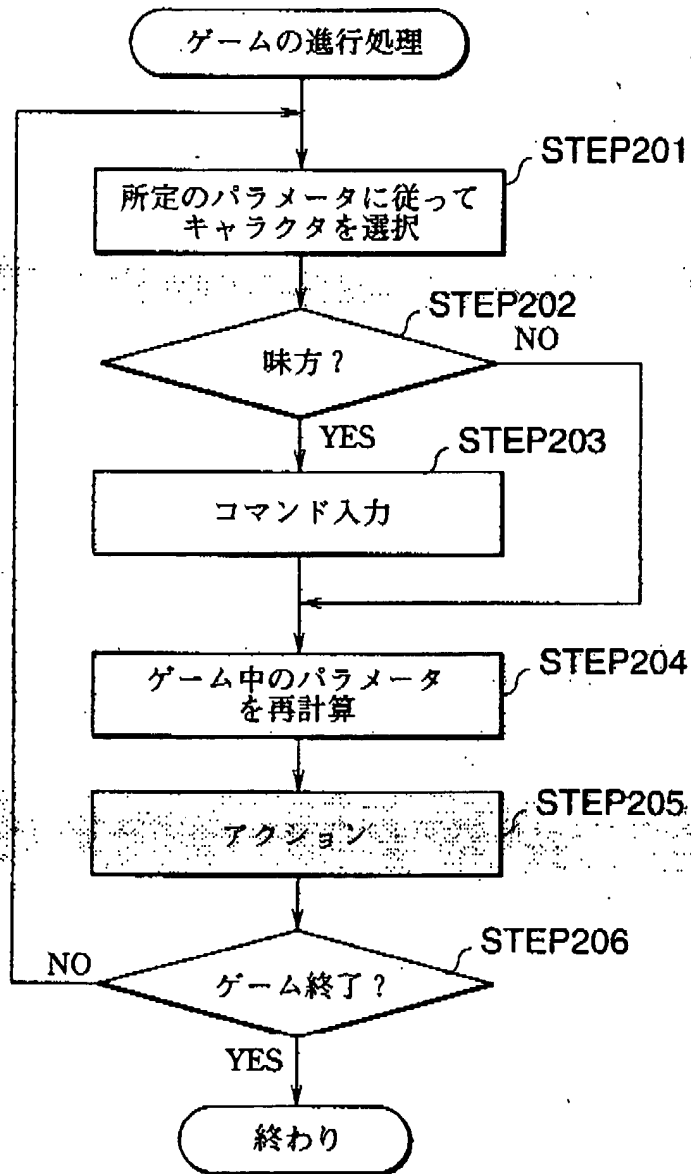 ゲームの進行処理
STEP201
所定のパラメータに従って
キャラクタを選択
STEP202
味方?
NO
YES
STEP203
コマンド入力
STEP204
ゲーム中のパラメータ
を再計算
STEP205
アクション
STEP206
ゲーム終了?
NO
YES
終わり